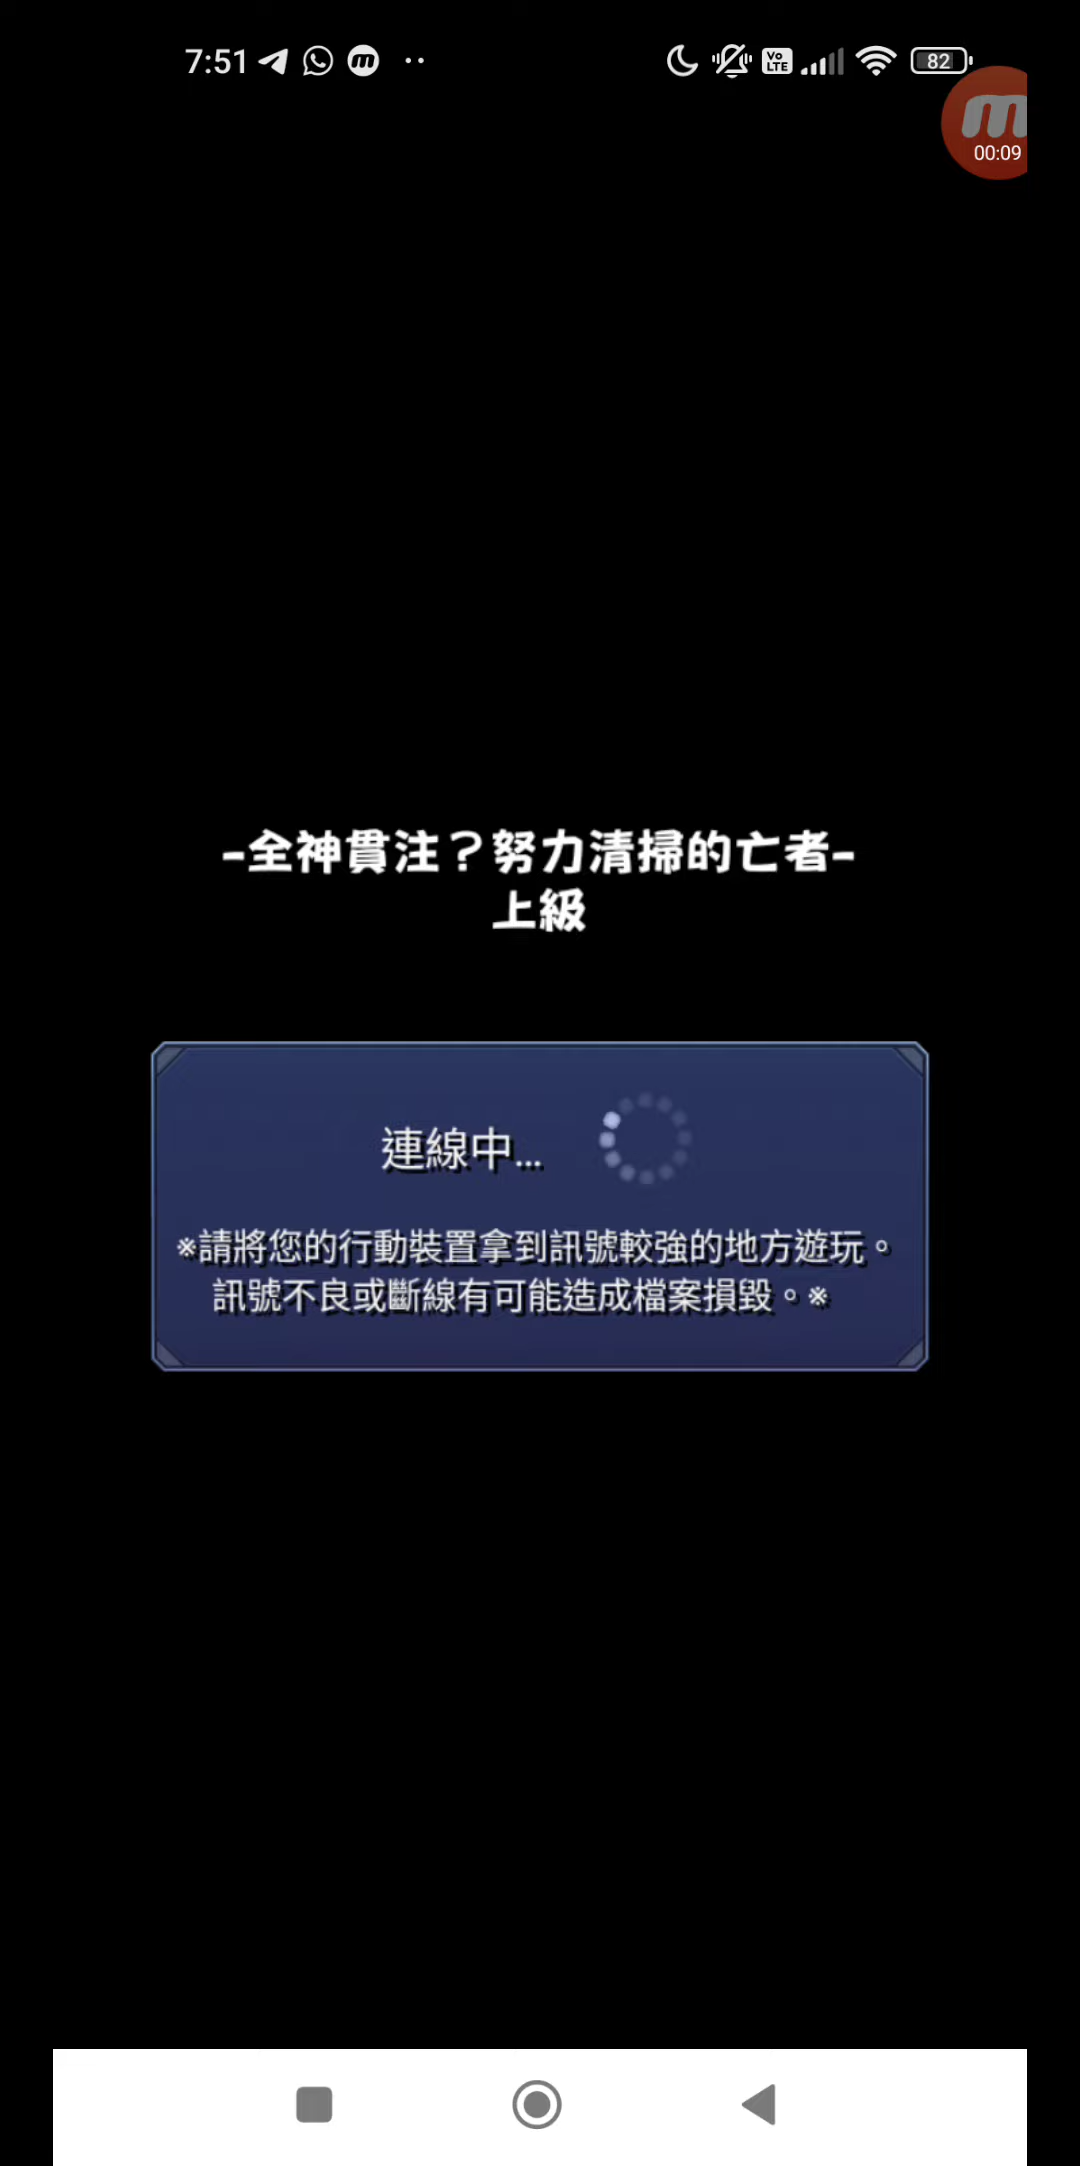 7:51
Vo LTE
82
00:09
-全神貫注？努力清掃的亡者-
上級
連線中...
※請將您的行動裝置拿到訊號較強的地方遊玩。
訊號不良或斷線有可能造成檔案損毀。※